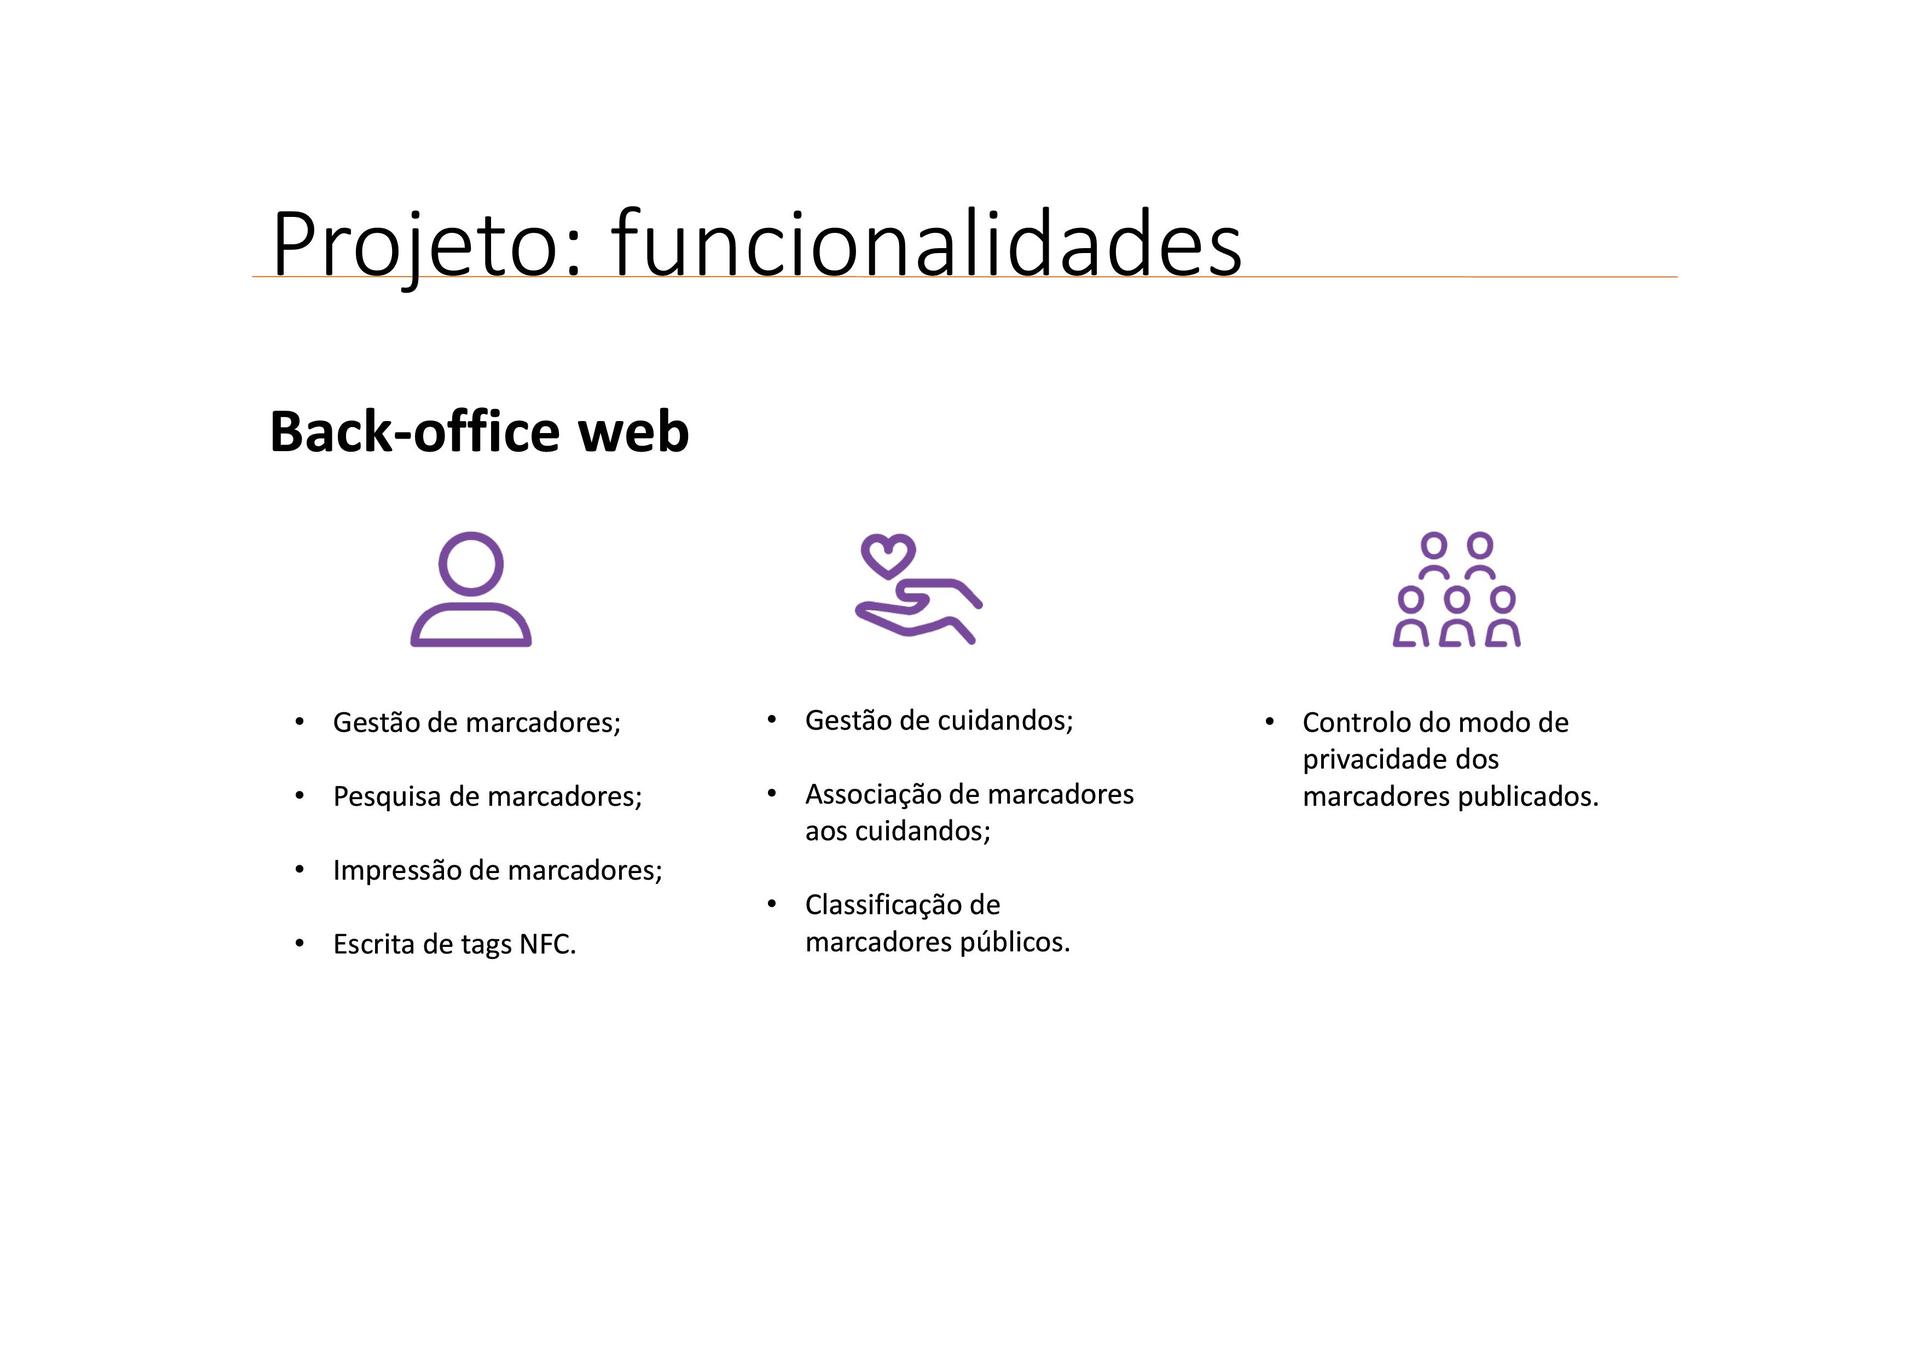 Projeto: funcionalidades
Back-office web
• Gestão de marcadores;
• Pesquisa de marcadores;
• Impressão de marcadores;
• Escrita de tags NFC.
• Gestão de cuidandos;
• Associação de marcadores
aos cuidandos;
• Classificação de
marcadores públicos.
• Controlo do modo de
privacidade dos
marcadores publicados.